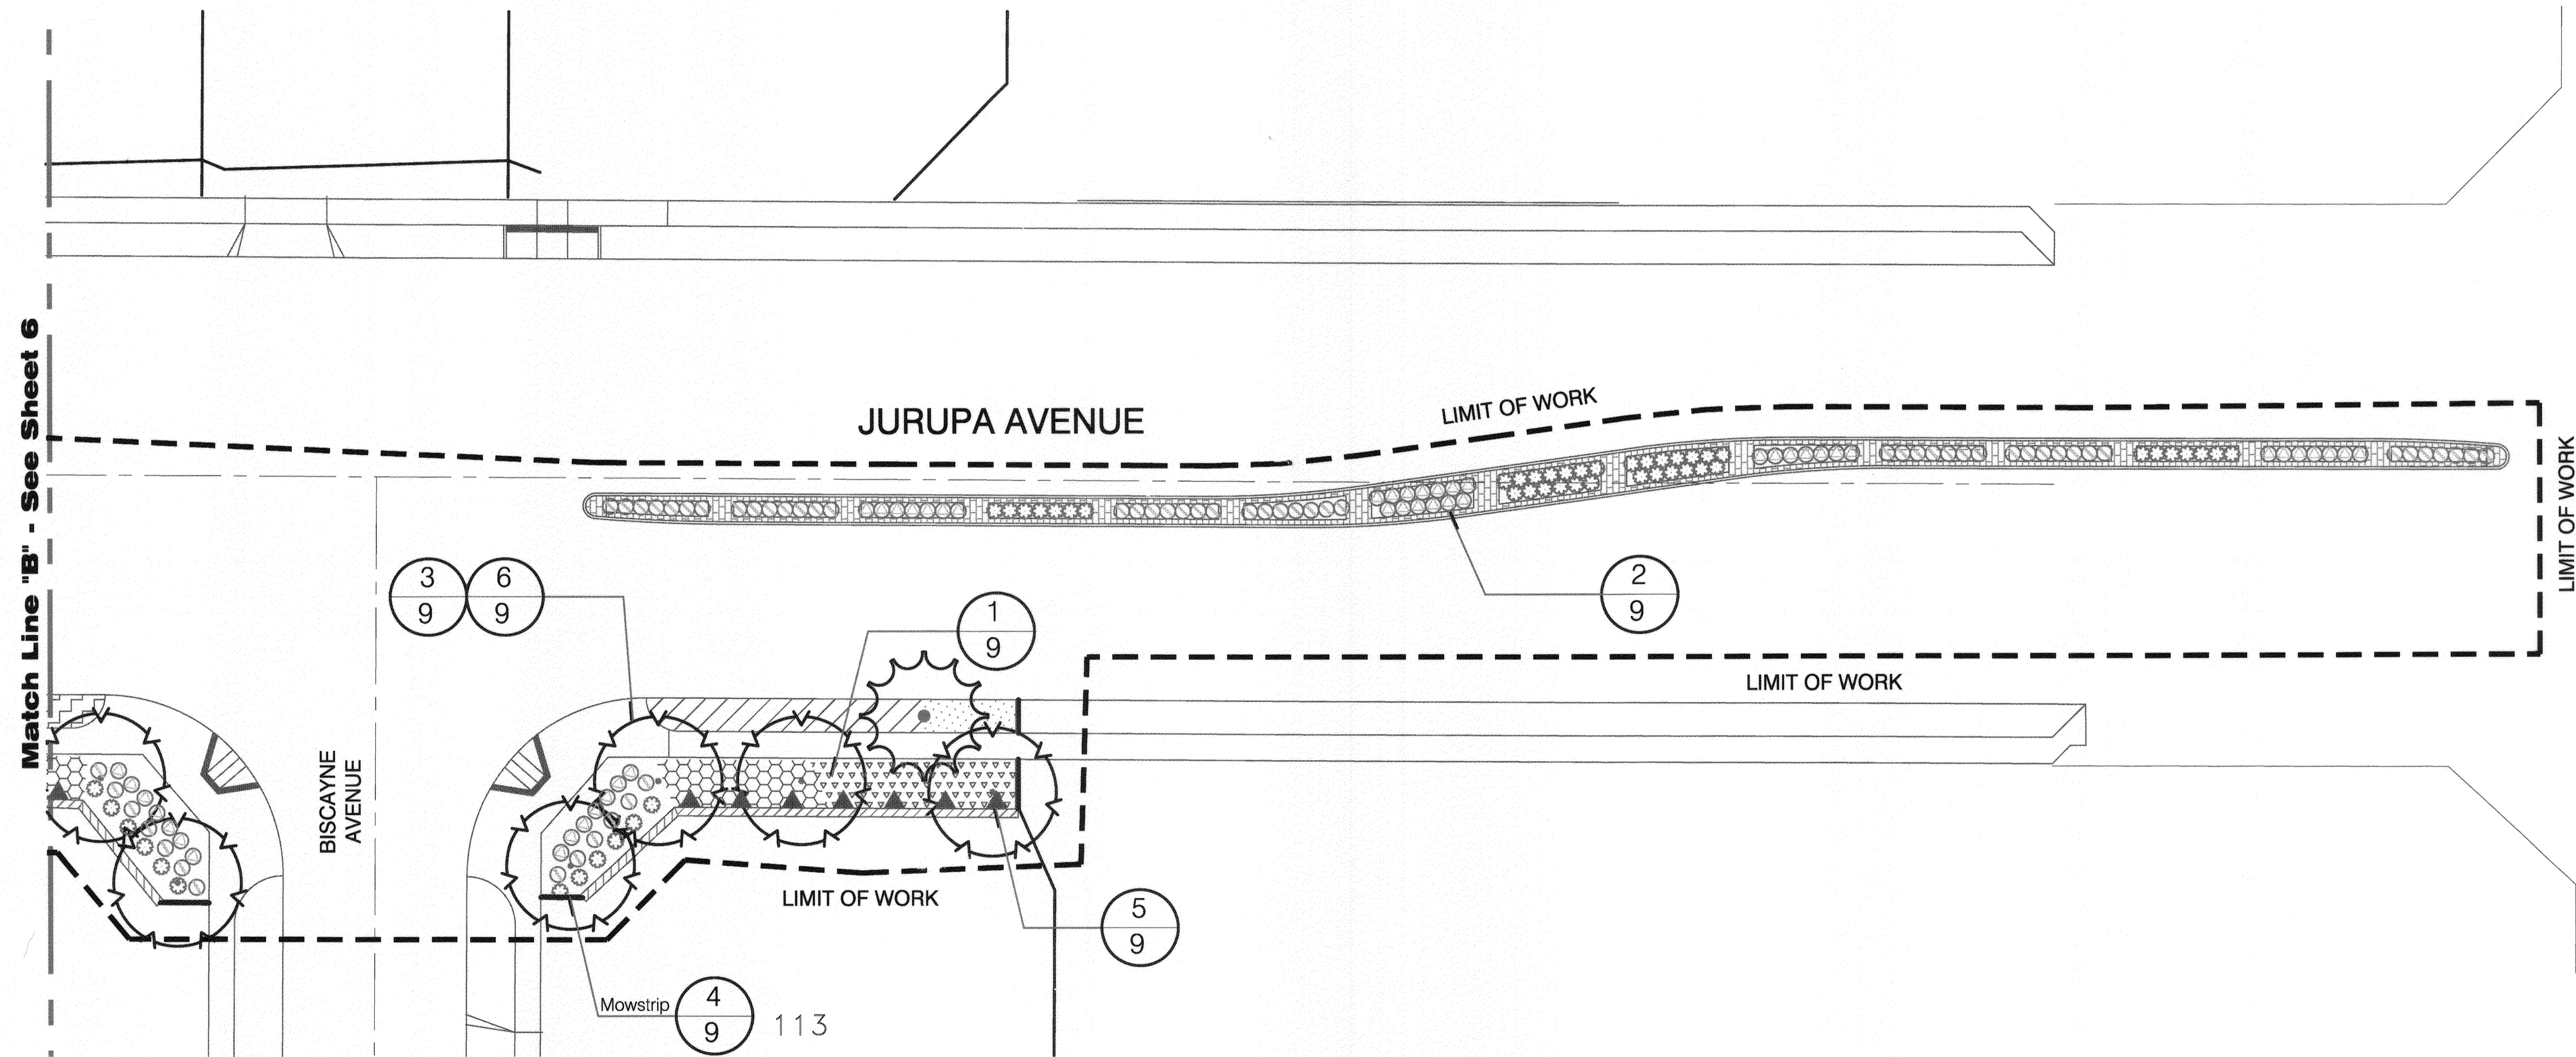 Match Line "B" - See Sheet 6
JURUPA AVENUE
LIMIT OF WORK
LIMIT OF WORK
3
9
6
9
1
9
2
9
LIMIT OF WORK
BISCAYNE
AVENUE
LIMIT OF WORK
5
9
Mowstrip
4
9
113